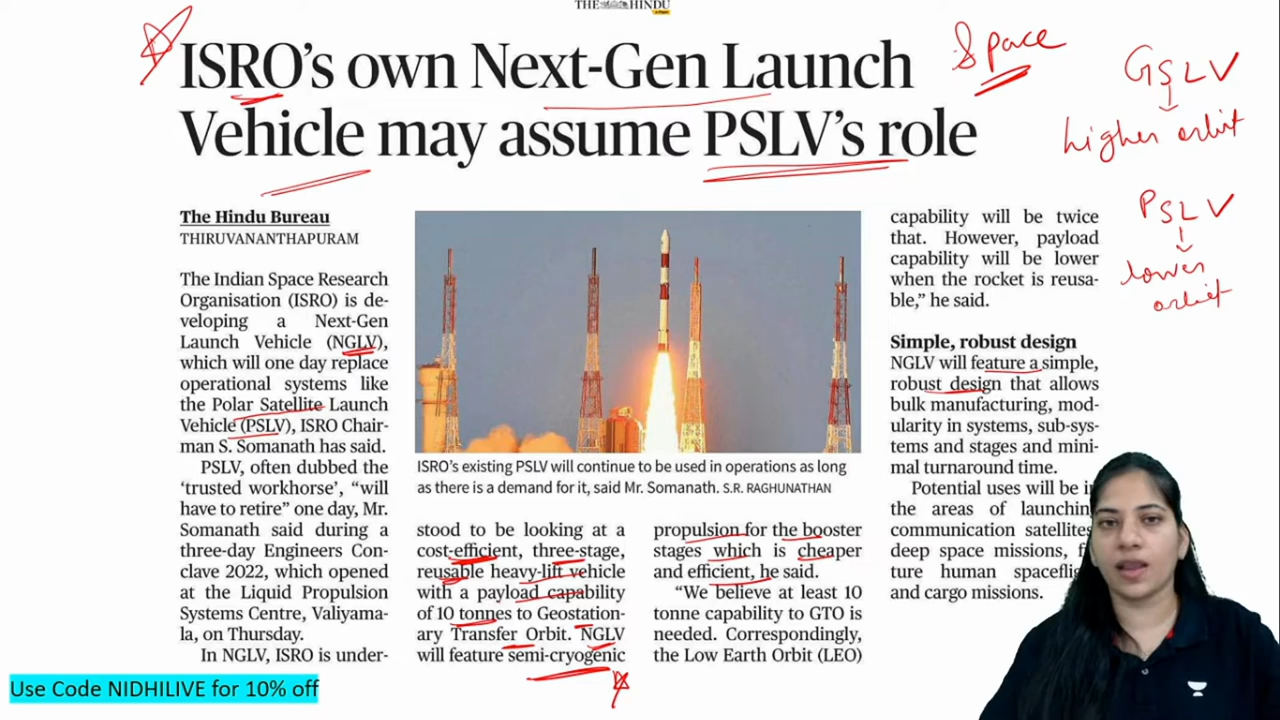 THE HINDU
ISRO's own Next-Gen Launch
Vehicle may assume PSLV's role
Space
GSLV
higher orbit
PSLV
lower
orbit
The Hindu Bureau
THIRUVANANTHAPURAM
The Indian Space Research
Organisation (ISRO) is de-
veloping a Next-Gen
Launch Vehicle (NGLV),
which will one day replace
operational systems like
the Polar Satellite Launch
Vehicle (PSLV), ISRO Chair-
man S. Somanath has said.
PSLV, often dubbed the
‘trusted workhorse’, “will
have to retire” one day, Mr.
Somanath said during a
three-day Engineers Con-
clave 2022, which opened
at the Liquid Propulsion
Systems Centre, Valiyama-
la, on Thursday.
In NGLV, ISRO is under-
ISRO’s existing PSLV will continue to be used in operations as long
as there is a demand for it, said Mr. Somanath. S.R. RAGHUNATHAN
stood to be looking at a
cost-efficient, three-stage,
reusable heavy-lift vehicle
with a payload capability
of 10 tonnes to Geostation-
ary Transfer Orbit. NGLV
will feature semi-cryogenic
propulsion for the booster
stages which is cheaper
and efficient, he said.
“We believe at least 10
tonne capability to GTO is
needed. Correspondingly,
the Low Earth Orbit (LEO)
capability will be twice
that. However, payload
capability will be lower
when the rocket is reusa-
ble,” he said.
Simple, robust design
NGLV will feature a simple,
robust design that allows
bulk manufacturing, mod-
ularity in systems, sub-sys-
tems and stages and mini-
mal turnaround time.
Potential uses will be in
the areas of launching
communication satellites,
deep space missions,
ture human
and cargo missions.
Use Code NIDHILIVE for 10% off